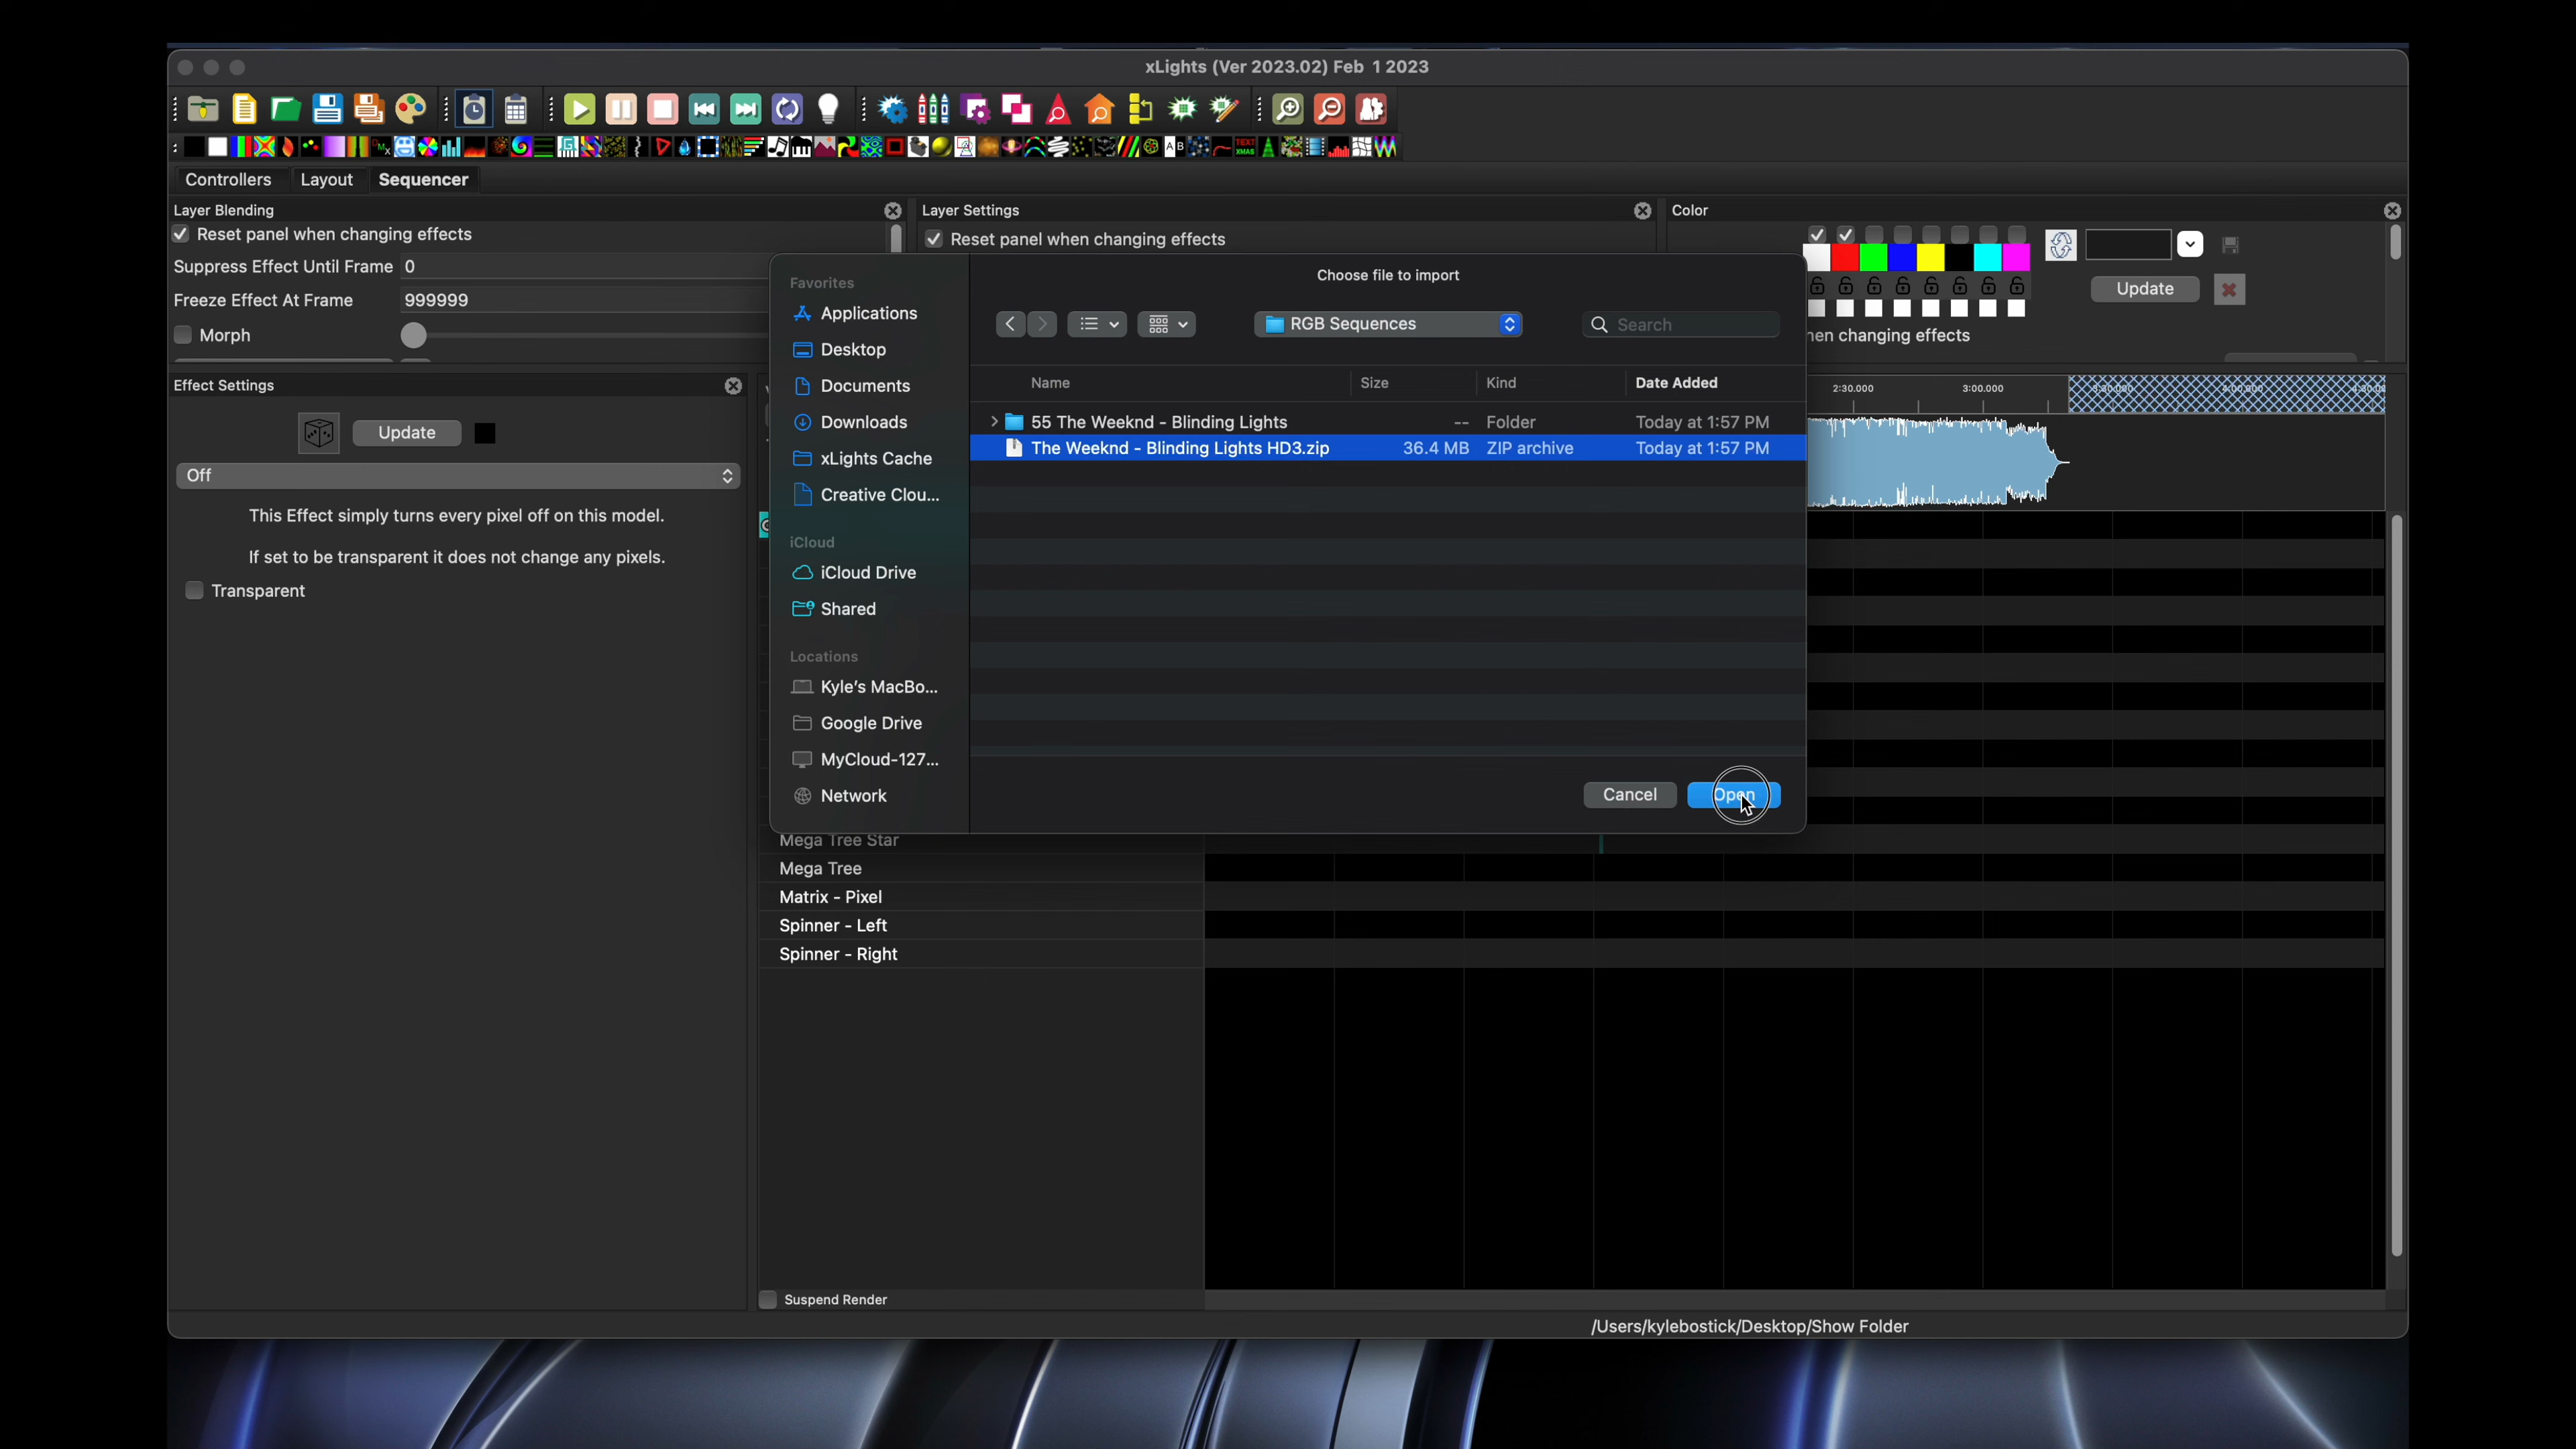 xLights (Ver 2023.02) Feb 1 2023
Controllers Layout Sequencer
Layer Blending
Reset panel when changing effects
Suppress Effect Until Frame 0
Freeze Effect At Frame 999999
Morph
Layer Settings
Reset panel when changing effects
Color
Update
hen changing effects
Effect Settings
Update
Off
This Effect simply turns every pixel off on this model.
If set to be transparent it does not change any pixels.
Transparent
Favorites
Applications
Desktop
Documents
Downloads
xLights Cache
Creative Clou...
iCloud
iCloud Drive
Shared
Locations
Kyle's MacBo...
Google Drive
MyCloud-127...
Network
Choose file to import
RGB Sequences
Search
Name Size Kind Date Added
55 The Weeknd - Blinding Lights -- Folder Today at 1:57 PM
The Weeknd - Blinding Lights HD3.zip 36.4 MB ZIP archive Today at 1:57 PM
Cancel Open
2:30.000 3:00.000 3:30.000 4:00.000
Mega Tree Star
Mega Tree
Matrix - Pixel
Spinner - Left
Spinner - Right
Suspend Render
/Users/kylebostick/Desktop/Show Folder